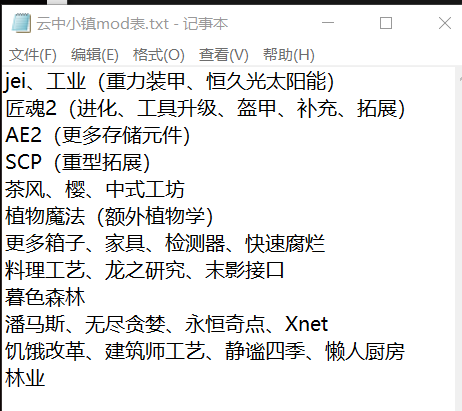 云中小镇mod表.txt - 记事本
文件(F) 编辑(E) 格式(O) 查看(V) 帮助(H)
jei、工业（重力装甲、恒久光太阳能）
匠魂2（进化、工具升级、盔甲、补充、拓展）
AE2（更多存储元件）
SCP（重型拓展）
茶风、樱、中式工坊
植物魔法（额外植物学）
更多箱子、家具、检测器、快速腐烂
料理工艺、龙之研究、末影接口
暮色森林
潘马斯、无尽贪婪、永恒奇点、Xnet
饥饿改革、建筑师工艺、静谧四季、懒人厨房
林业